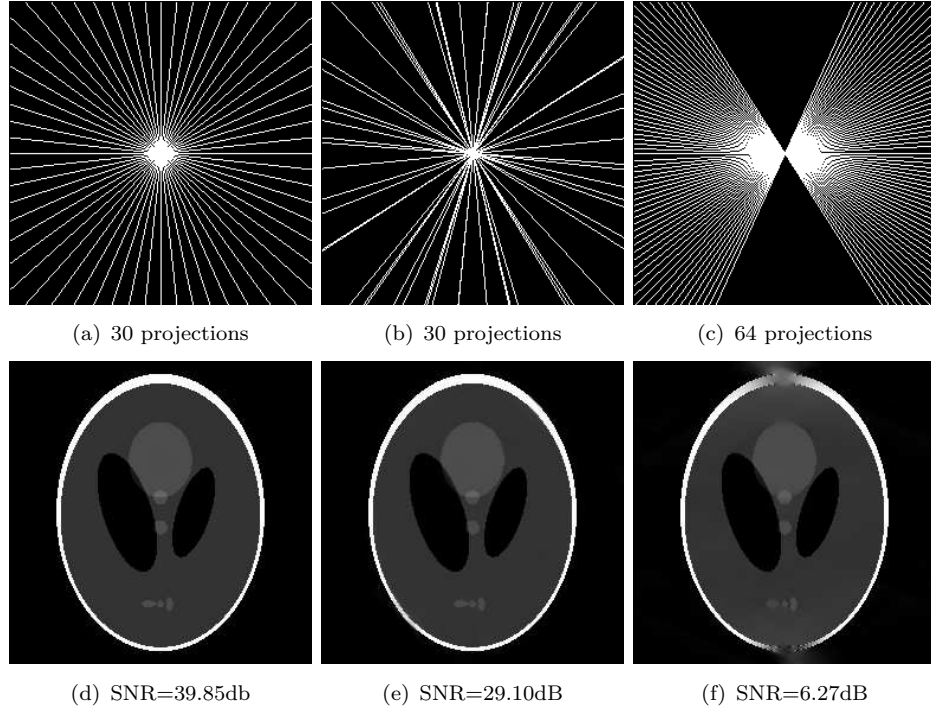 (a) 30 projections
(b) 30 projections
(c) 64 projections
(d) SNR=39.85db
(e) SNR=29.10dB
(f) SNR=6.27dB